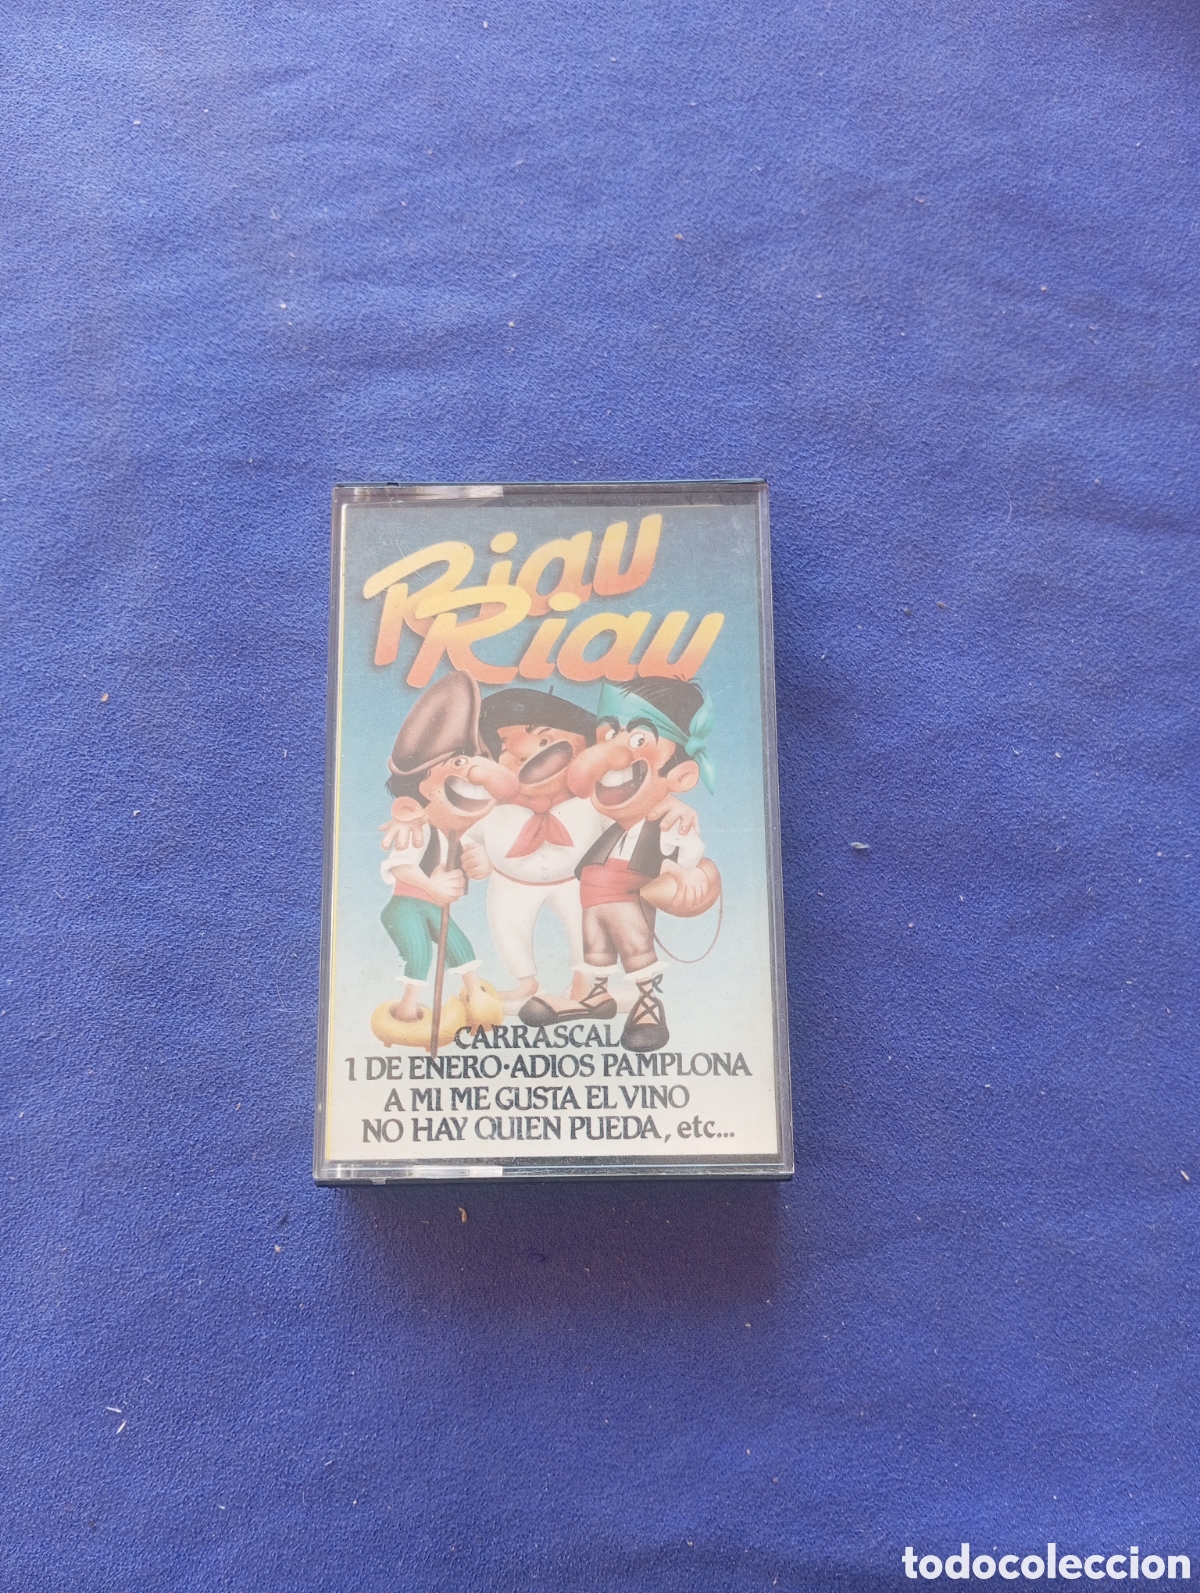 Riau
Riau
CARRASCAL
1 DE ENERO·ADIOS PAMPLONA
A MI ME GUSTA EL VINO
NO HAY QUIEN PUEDA, etc...
todocoleccion